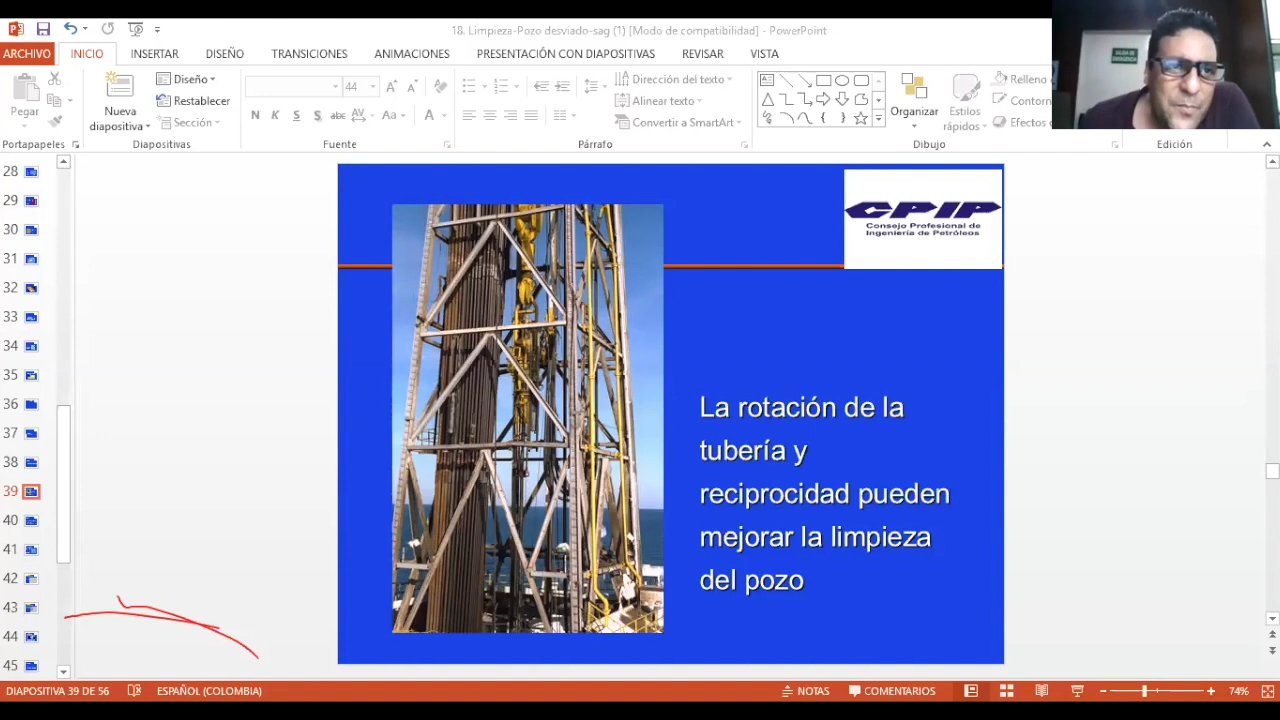 18. Limpieza-Pozo desviado-sag (1) [Modo de compatibilidad] - PowerPoint
ARCHIVO INICIO INSERTAR DISEÑO TRANSICIONES ANIMACIONES PRESENTACIÓN CON DIAPOSITIVAS REVISAR VISTA
Pegar
Nueva
diapositiva
Diseño
Restablecer
Sección
44
N K S S abc AV Aa A
Dirección del texto
Alinear texto
Convertir a SmartArt
Organizar
Estilos
rápidos
Relleno
Contorn
Efectos
Portapapeles Diapositivas Fuente Párrafo Dibujo Edición
28
29
30
31
32
33
34
35
36
37
38
39
40
41
42
43
44
45
CPIP
Consejo Profesional de
Ingeniería de Petróleos
La rotación de la
tubería y
reciprocidad pueden
mejorar la limpieza
del pozo
DIAPOSITIVA 39 DE 56 ESPAÑOL (COLOMBIA) NOTAS COMENTARIOS 74%